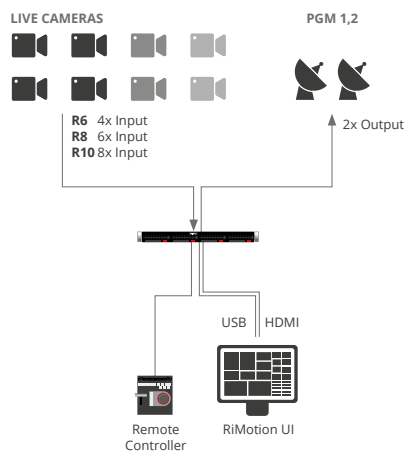 LIVE CAMERAS
PGM 1,2
R6 4x Input
R8 6x Input
R10 8x Input
2x Output
USB
HDMI
Remote
Controller
RiMotion UI